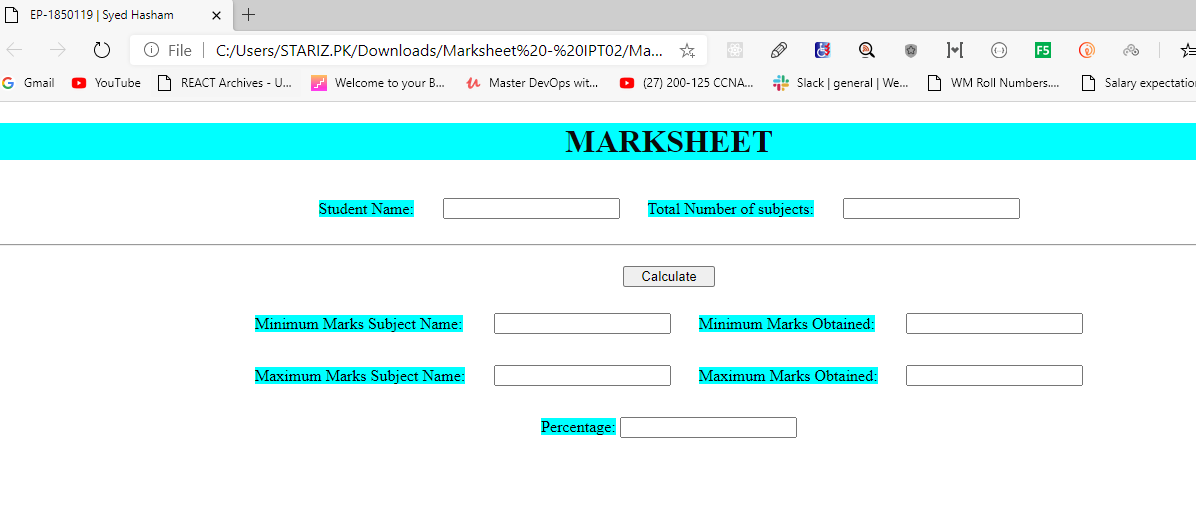 EP-1850119 | Syed Hasham
File | C:/Users/STARIZ.PK/Downloads/Marksheet%20-%20IPT02/Ma... F5
Gmail YouTube REACT Archives - U... Welcome to your B... Master DevOps wit... (27) 200-125 CCNA... Slack | general | We... WM Roll Numbers.... Salary expectatio
MARKSHEET
Student Name: Total Number of subjects:
Calculate
Minimum Marks Subject Name: Minimum Marks Obtained:
Maximum Marks Subject Name: Maximum Marks Obtained:
Percentage: